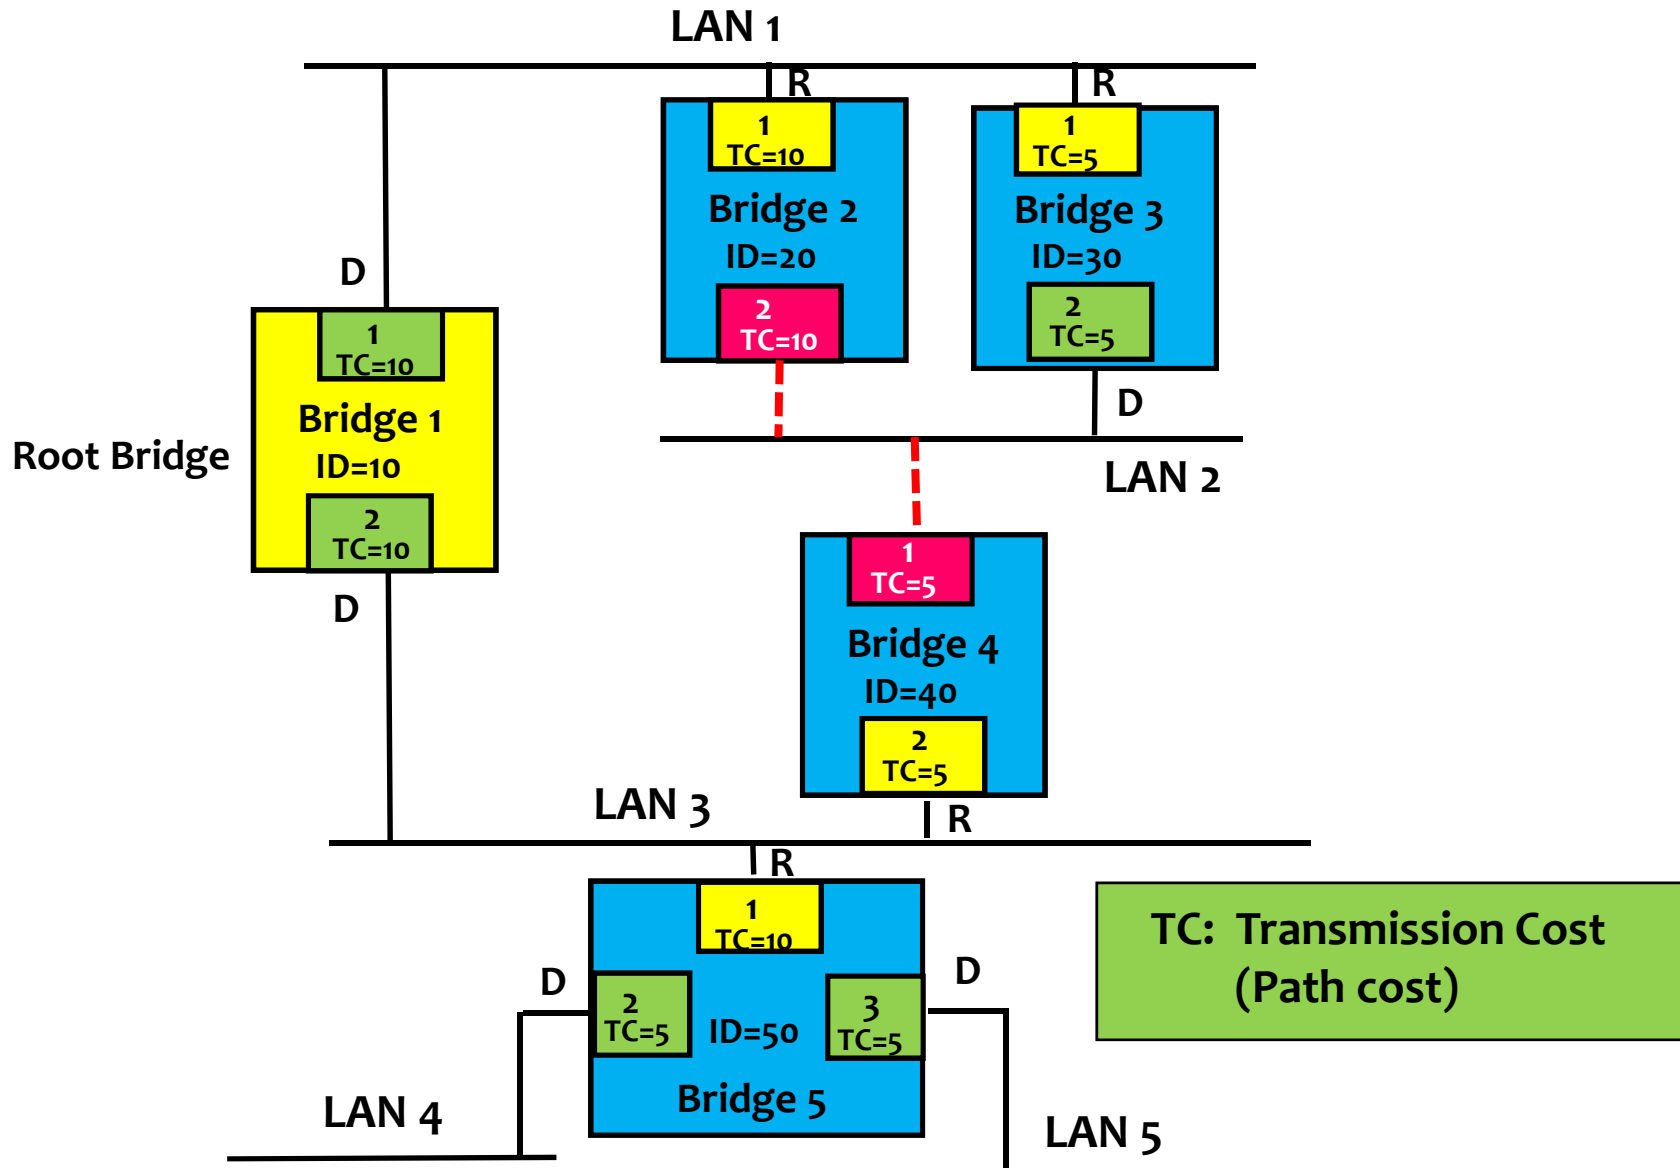 LAN 1
R
R
1
TC=10
Bridge 2
ID=20
2
TC=10
1
TC=5
Bridge 3
ID=30
2
TC=5
D
D
1
TC=10
Bridge 1
ID=10
2
TC=10
Root Bridge
D
LAN 2
1
TC=5
Bridge 4
ID=40
2
TC=5
R
LAN 3
R
1
TC=10
D
2
TC=5
ID=50
3
TC=5
D
Bridge 5
LAN 4
LAN 5
TC: Transmission Cost
(Path cost)